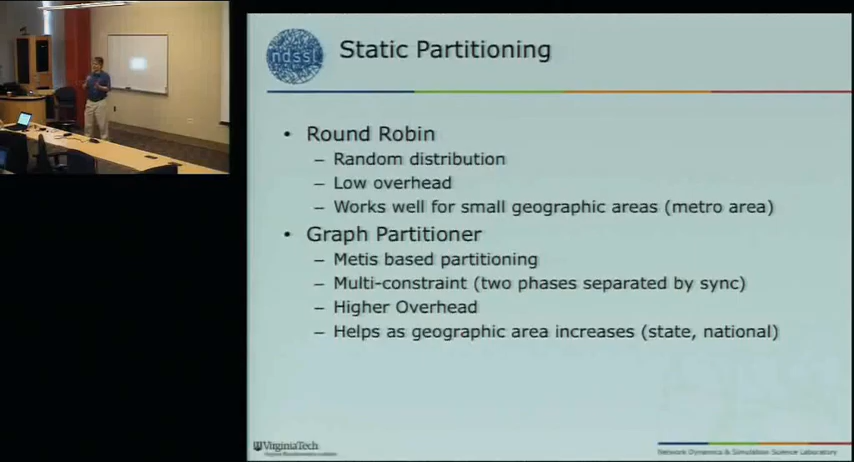 ndssl
Static Partitioning
• Round Robin
– Random distribution
– Low overhead
– Works well for small geographic areas (metro area)
• Graph Partitioner
– Metis based partitioning
– Multi-constraint (two phases separated by sync)
– Higher Overhead
– Helps as geographic area increases (state, national)
VirginiaTech
Network Dynamics & Simulation Science Laboratory